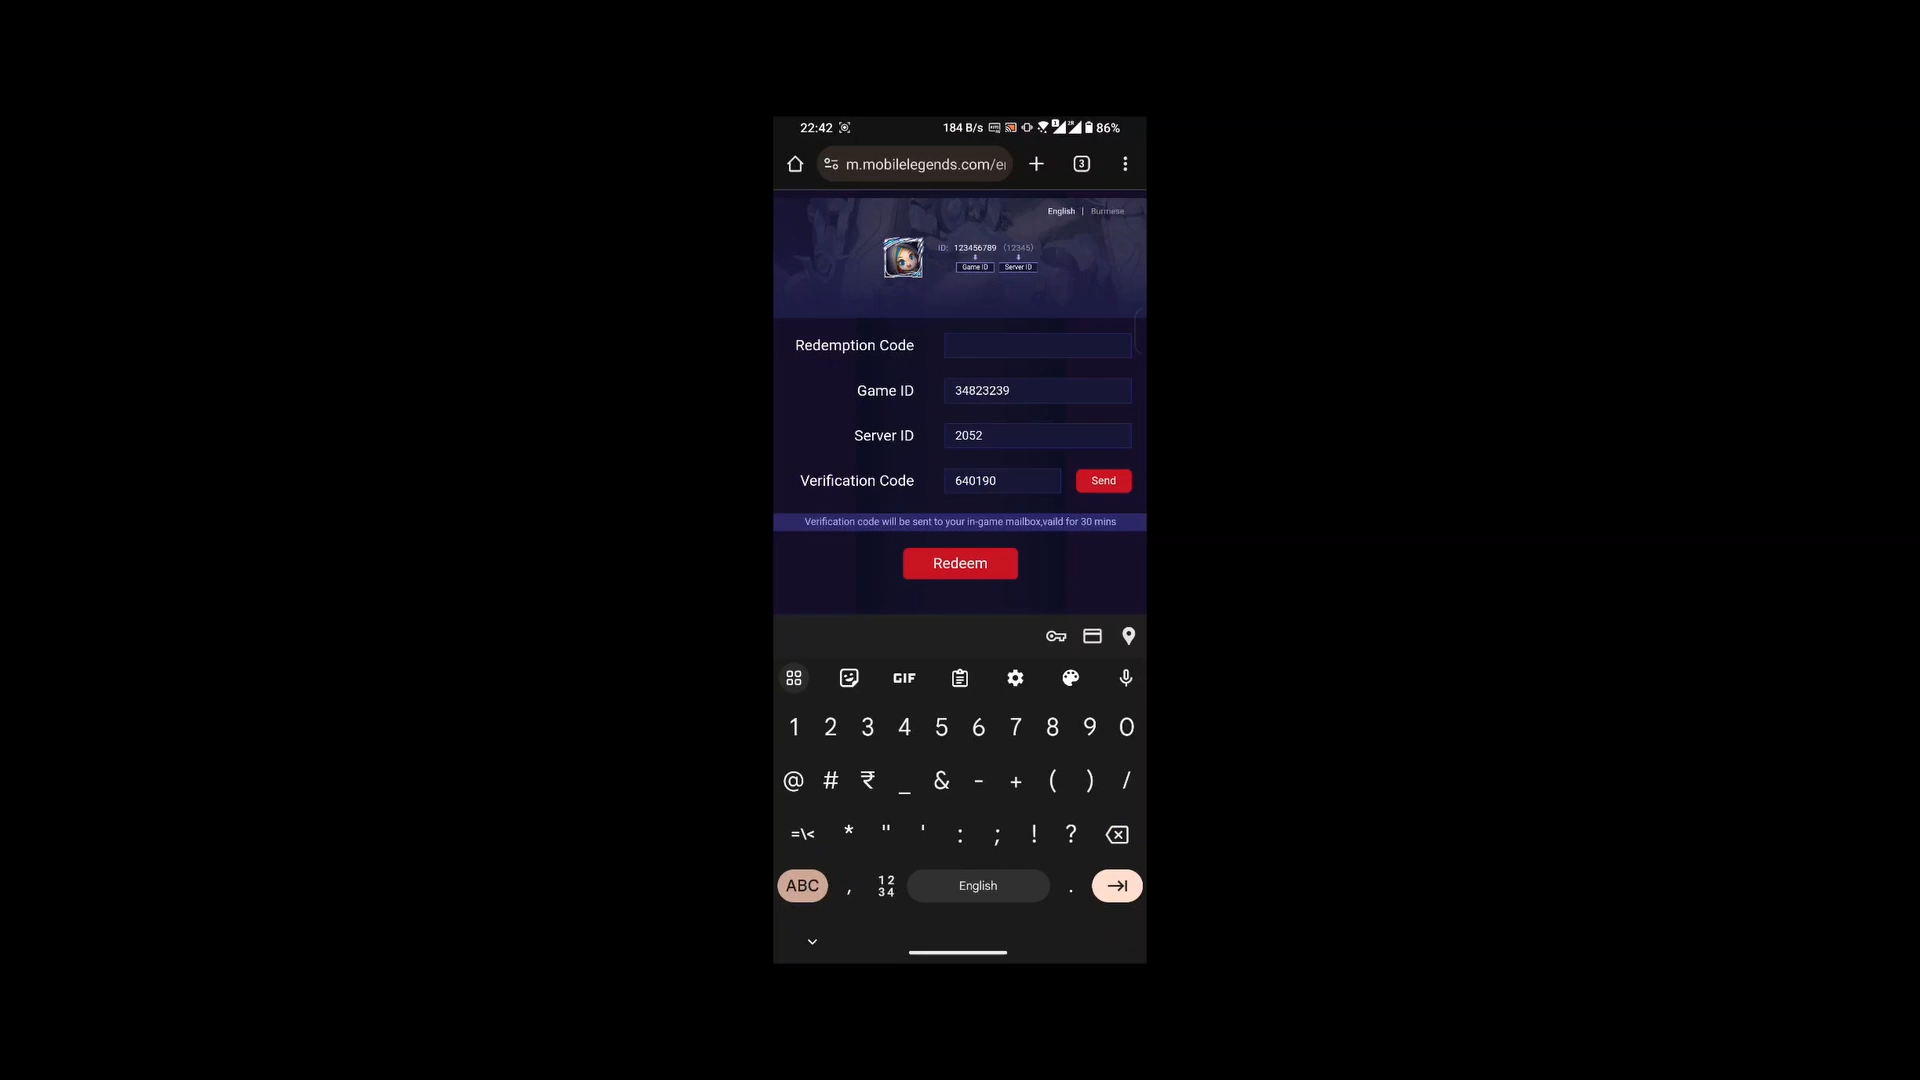 22:42 184 B/s 86%
m.mobilelegends.com/e
3
English | Burmese
ID: 123456789 (12345)
Game ID Server ID
Redemption Code
Game ID 34823239
Server ID 2052
Verification Code 640190 Send
Verification code will be sent to your in-game mailbox,vaild for 30 mins
Redeem
GIF
1 2 3 4 5 6 7 8 9 0
@ # ₹ _ & - + ( ) /
=\< * " ' : ; ! ?
ABC , 12 34 English .